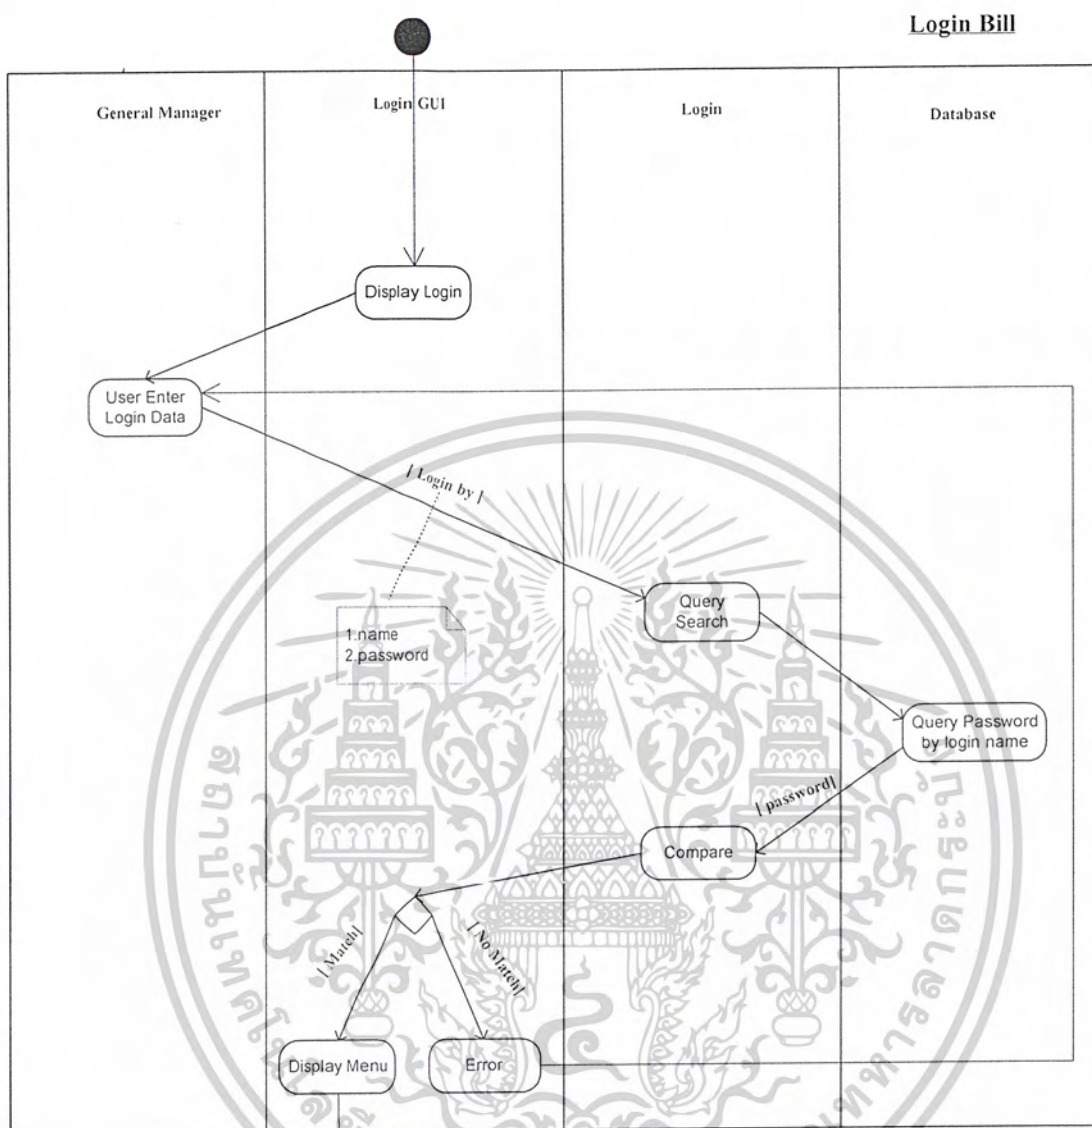 Login Bill
General Manager
Login GUI
Login
Database
Display Login
User Enter
Login Data
[ Login by ]
1.name
2.password
Query
Search
Query Password
by login name
[ password]
Compare
[ Match]
[ No Match]
Display Menu
Error